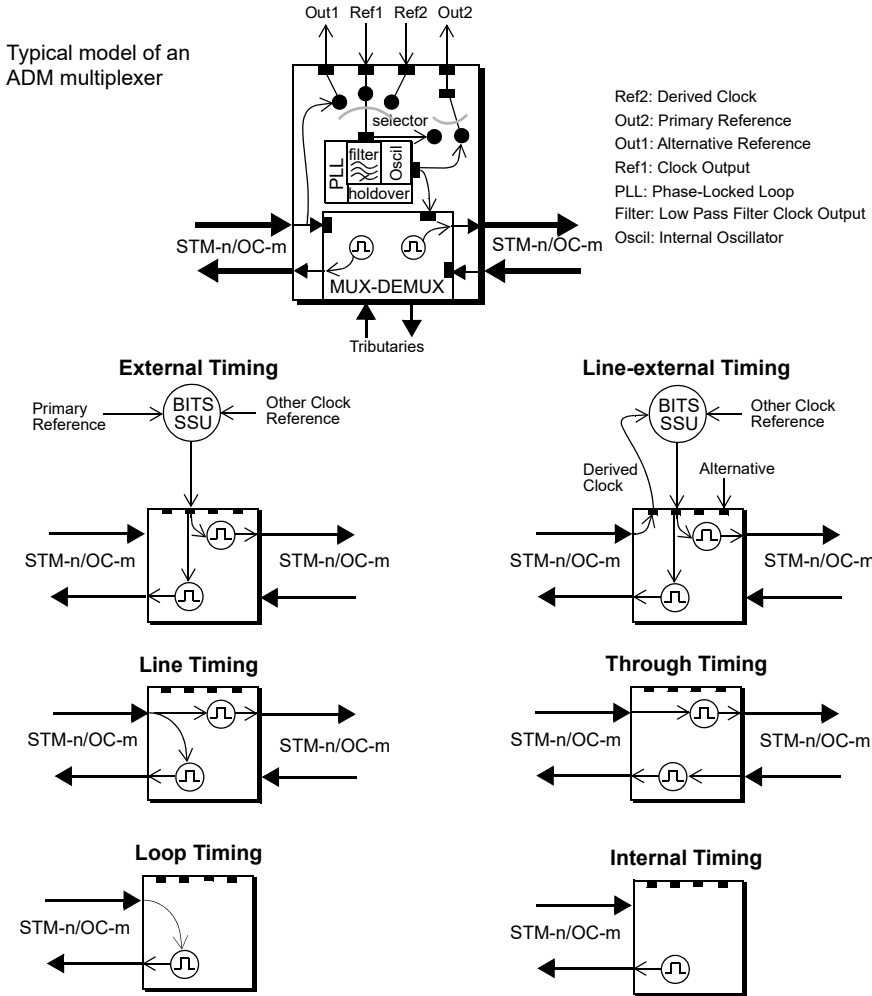 Out1 Ref1 Ref2 Out2
Typical model of an
ADM multiplexer
selector
PLL
filter
Oscil
holdover
STM-n/OC-m
STM-n/OC-m
MUX-DEMUX
Tributaries
Ref2: Derived Clock
Out2: Primary Reference
Out1: Alternative Reference
Ref1: Clock Output
PLL: Phase-Locked Loop
Filter: Low Pass Filter Clock Output
Oscil: Internal Oscillator
External Timing
Primary
Reference
BITS
SSU
Other Clock
Reference
STM-n/OC-m
STM-n/OC-m
Line-external Timing
BITS
SSU
Other Clock
Reference
Derived
Clock
Alternative
STM-n/OC-m
STM-n/OC-m
Line Timing
STM-n/OC-m
STM-n/OC-m
Through Timing
STM-n/OC-m
STM-n/OC-m
Loop Timing
STM-n/OC-m
Internal Timing
STM-n/OC-m